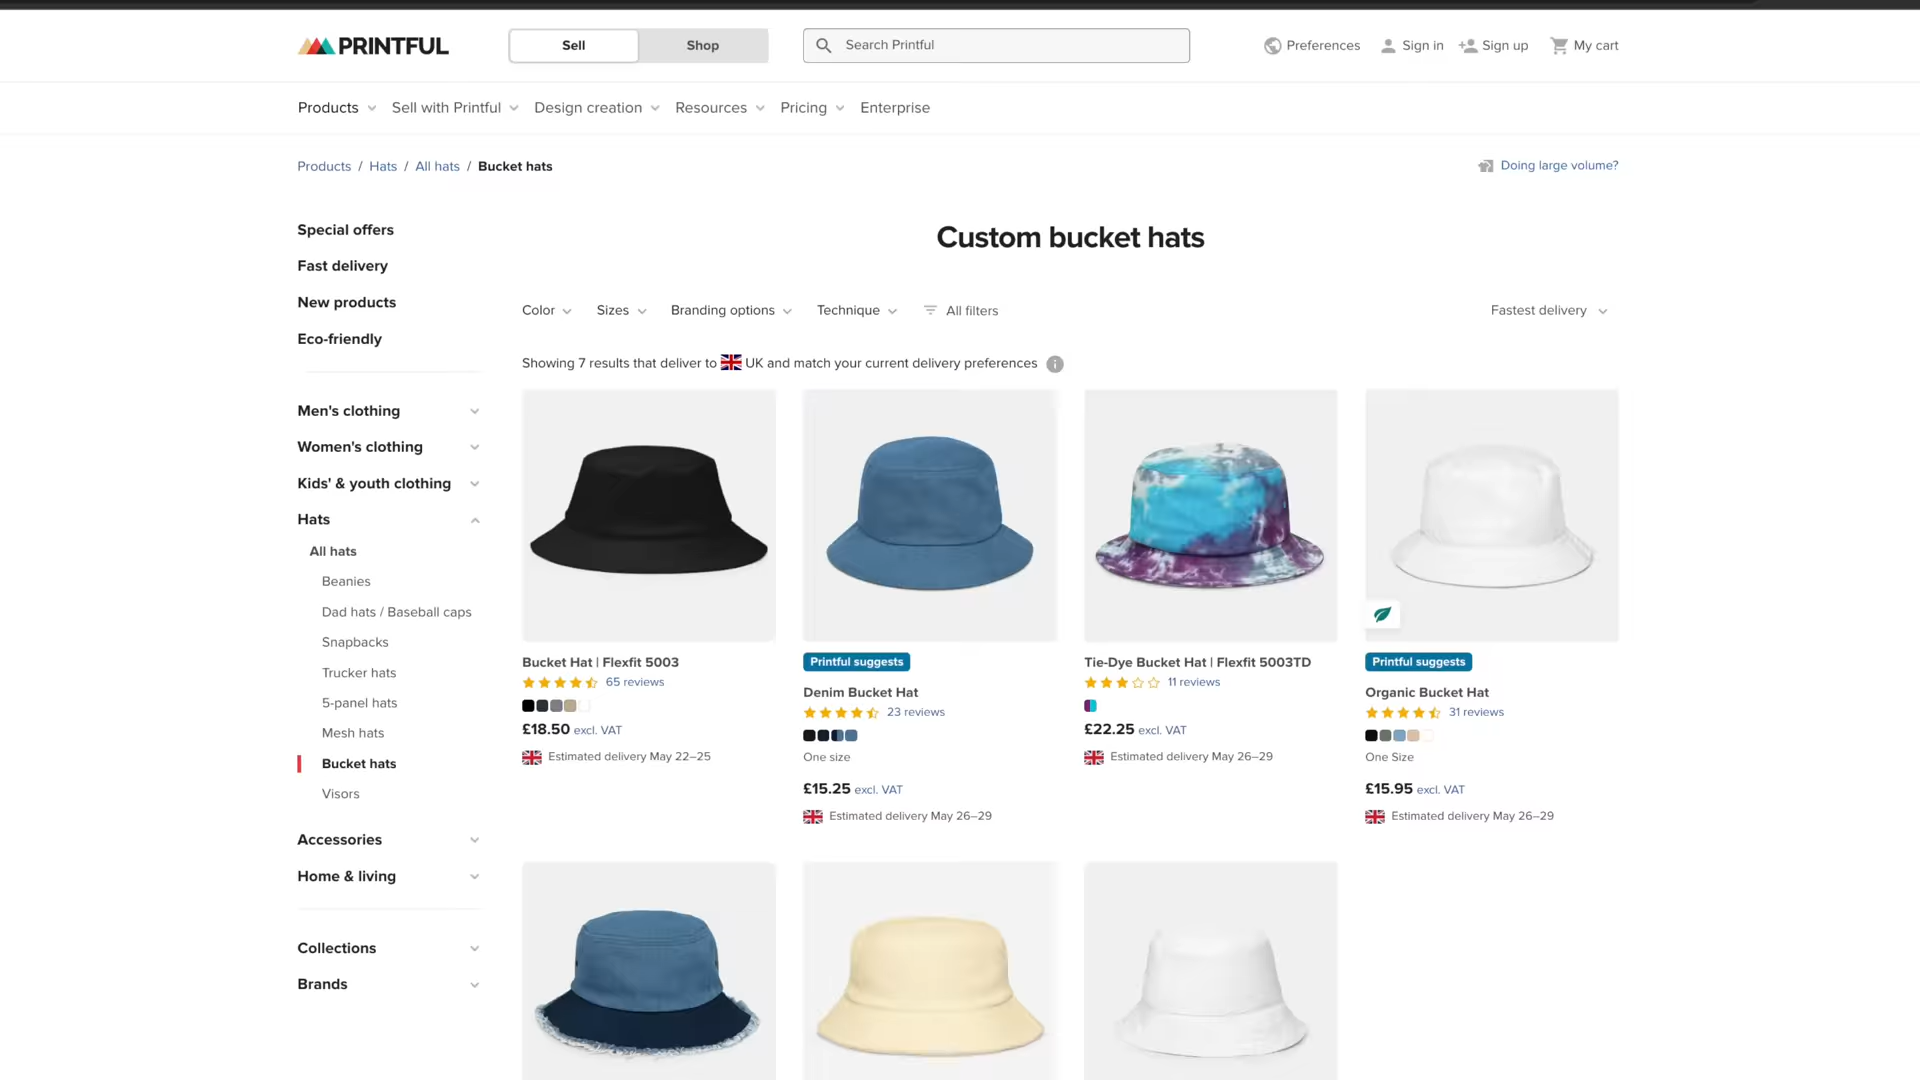 PRINTFUL
Sell
Shop
Search Printful
Preferences
Sign in
Sign up
My cart
Products
Sell with Printful
Design creation
Resources
Pricing
Enterprise
Products / Hats / All hats / Bucket hats
Doing large volume?
Special offers
Fast delivery
New products
Eco-friendly
Men's clothing
Women's clothing
Kids' & youth clothing
Hats
All hats
Beanies
Dad hats / Baseball caps
Snapbacks
Trucker hats
5-panel hats
Mesh hats
Bucket hats
Visors
Accessories
Home & living
Collections
Brands
Custom bucket hats
Color
Sizes
Branding options
Technique
All filters
Fastest delivery
Showing 7 results that deliver to UK and match your current delivery preferences
Bucket Hat | Flexfit 5003
65 reviews
£18.50 excl. VAT
Estimated delivery May 22–25
Printful suggests
Denim Bucket Hat
23 reviews
One size
£15.25 excl. VAT
Estimated delivery May 26–29
Tie-Dye Bucket Hat | Flexfit 5003TD
11 reviews
£22.25 excl. VAT
Estimated delivery May 26–29
Printful suggests
Organic Bucket Hat
31 reviews
One Size
£15.95 excl. VAT
Estimated delivery May 26–29